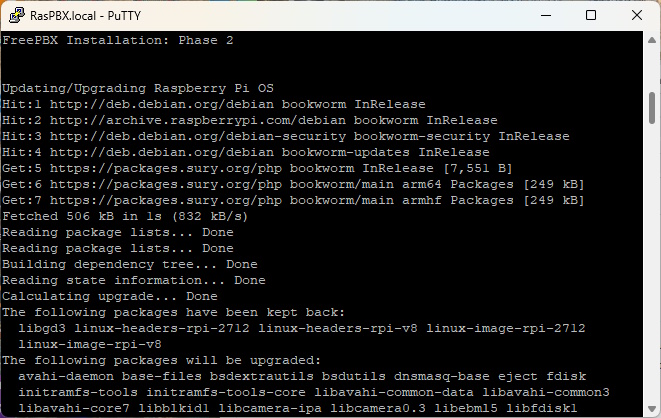 RasPBX.local - PuTTY
FreePBX Installation: Phase 2
Updating/Upgrading Raspberry Pi OS
Hit:1 http://deb.debian.org/debian bookworm InRelease
Hit:2 http://archive.raspberrypi.com/debian bookworm InRelease
Hit:3 http://deb.debian.org/debian-security bookworm-security InRelease
Hit:4 http://deb.debian.org/debian bookworm-updates InRelease
Get:5 https://packages.sury.org/php bookworm InRelease [7,551 B]
Get:6 https://packages.sury.org/php bookworm/main arm64 Packages [249 kB]
Get:7 https://packages.sury.org/php bookworm/main armhf Packages [249 kB]
Fetched 506 kB in 1s (832 kB/s)
Reading package lists... Done
Reading package lists... Done
Building dependency tree... Done
Reading state information... Done
Calculating upgrade... Done
The following packages have been kept back:
libgd3 linux-headers-rpi-2712 linux-headers-rpi-v8 linux-image-rpi-2712
linux-image-rpi-v8
The following packages will be upgraded:
avahi-daemon base-files bsdextrautils bsdutils dnsmasq-base eject fdisk
initramfs-tools initramfs-tools-core libavahi-common-data libavahi-common3
libavahi-core7 libblkid1 libcamera-ipa libcamera0.3 libebml5 libfdisk1